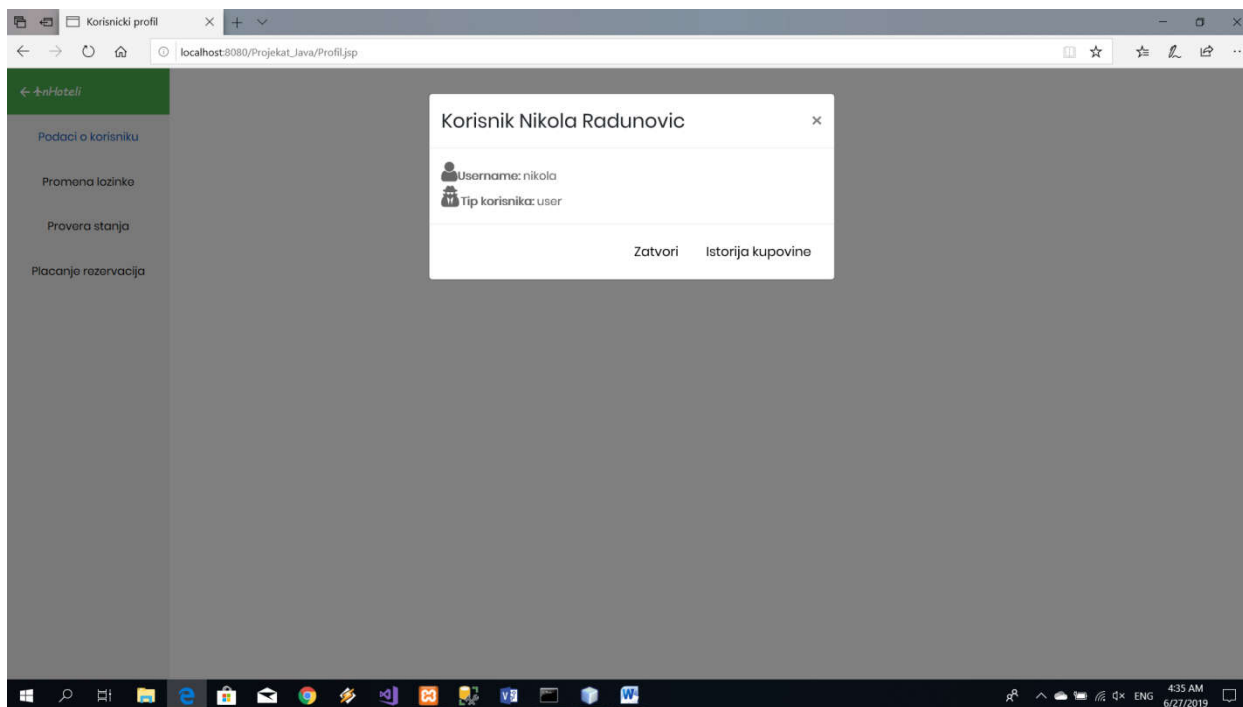 Korisnicki profil
localhost:8080/Projekat_Java/Profil.jsp
nHoteli
Podaci o korisniku
Promena lozinke
Provera stanja
Placanje rezervacija
Korisnik Nikola Radunovic ×
Username: nikola
Tip korisnika: user
Zatvori Istorija kupovine
ENG
4:35 AM
6/27/2019